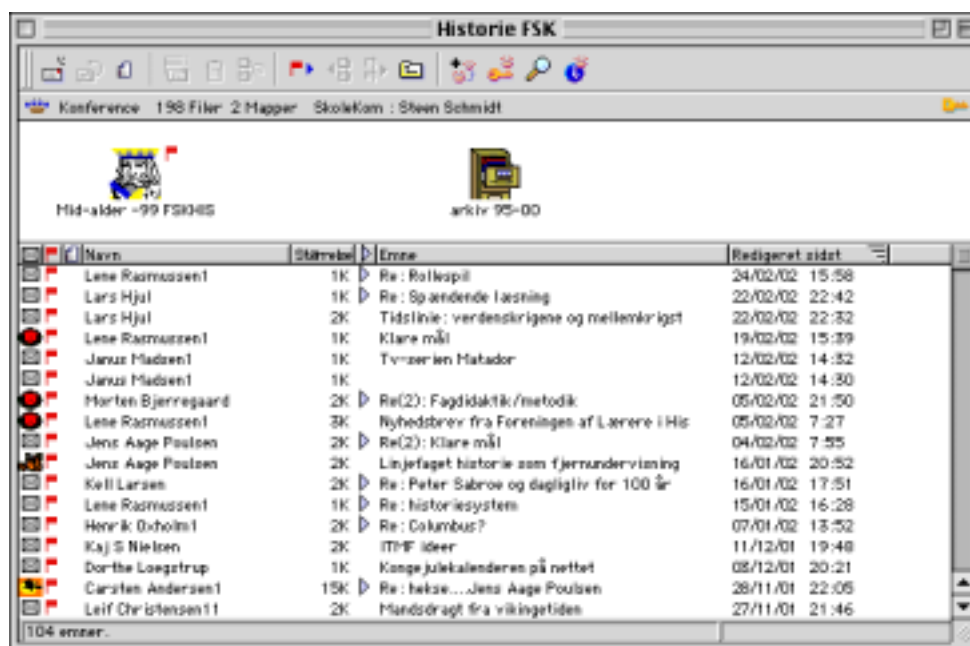 Historie FSK
Konference 198 Filer 2 Mapper SkoleKom : Steen Schmidt
Mid-alder -99 FSKHIS arkiv 95-00
Navn Størrelse Emne Redigeret sidst
Lene Rasmussen1 1K Re: Rollespil 24/02/02 15:58
Lars Hjul 1K Re: Spændende læsning 22/02/02 22:42
Lars Hjul 2K Tidslinie: verdenskrigene og mellemkrigst 22/02/02 22:32
Lene Rasmussen1 1K Klare mål 19/02/02 15:39
Janus Madsen1 1K Tv-serien Matador 12/02/02 14:32
Janus Madsen1 1K 12/02/02 14:30
Morten Bjerregaard 2K Re(2): Fagdidaktik/metodik 05/02/02 21:50
Lene Rasmussen1 3K Nyhedsbrev fra Foreningen af Lærere i His 05/02/02 7:27
Jens Aage Poulsen 2K Re(2): Klare mål 04/02/02 7:55
Jens Aage Poulsen 2K Linjefaget historie som fjernundervisning 16/01/02 20:52
Kell Larsen 2K Re: Peter Sabroe og dagligliv for 100 år 16/01/02 17:51
Lene Rasmussen1 1K Re: historiesystem 15/01/02 16:28
Henrik Oxholm1 2K Re: Columbus? 07/01/02 13:52
Kaj S Nielsen 2K ITMF ideer 11/12/01 19:48
Dorthe Loegstrup 1K Kongejulekalenderen på nettet 03/12/01 20:21
Carsten Andersen1 15K Re: hekse....Jens Aage Poulsen 28/11/01 22:05
Leif Christensen11 2K Mandsdragt fra vikingetiden 27/11/01 21:46
104 emner.